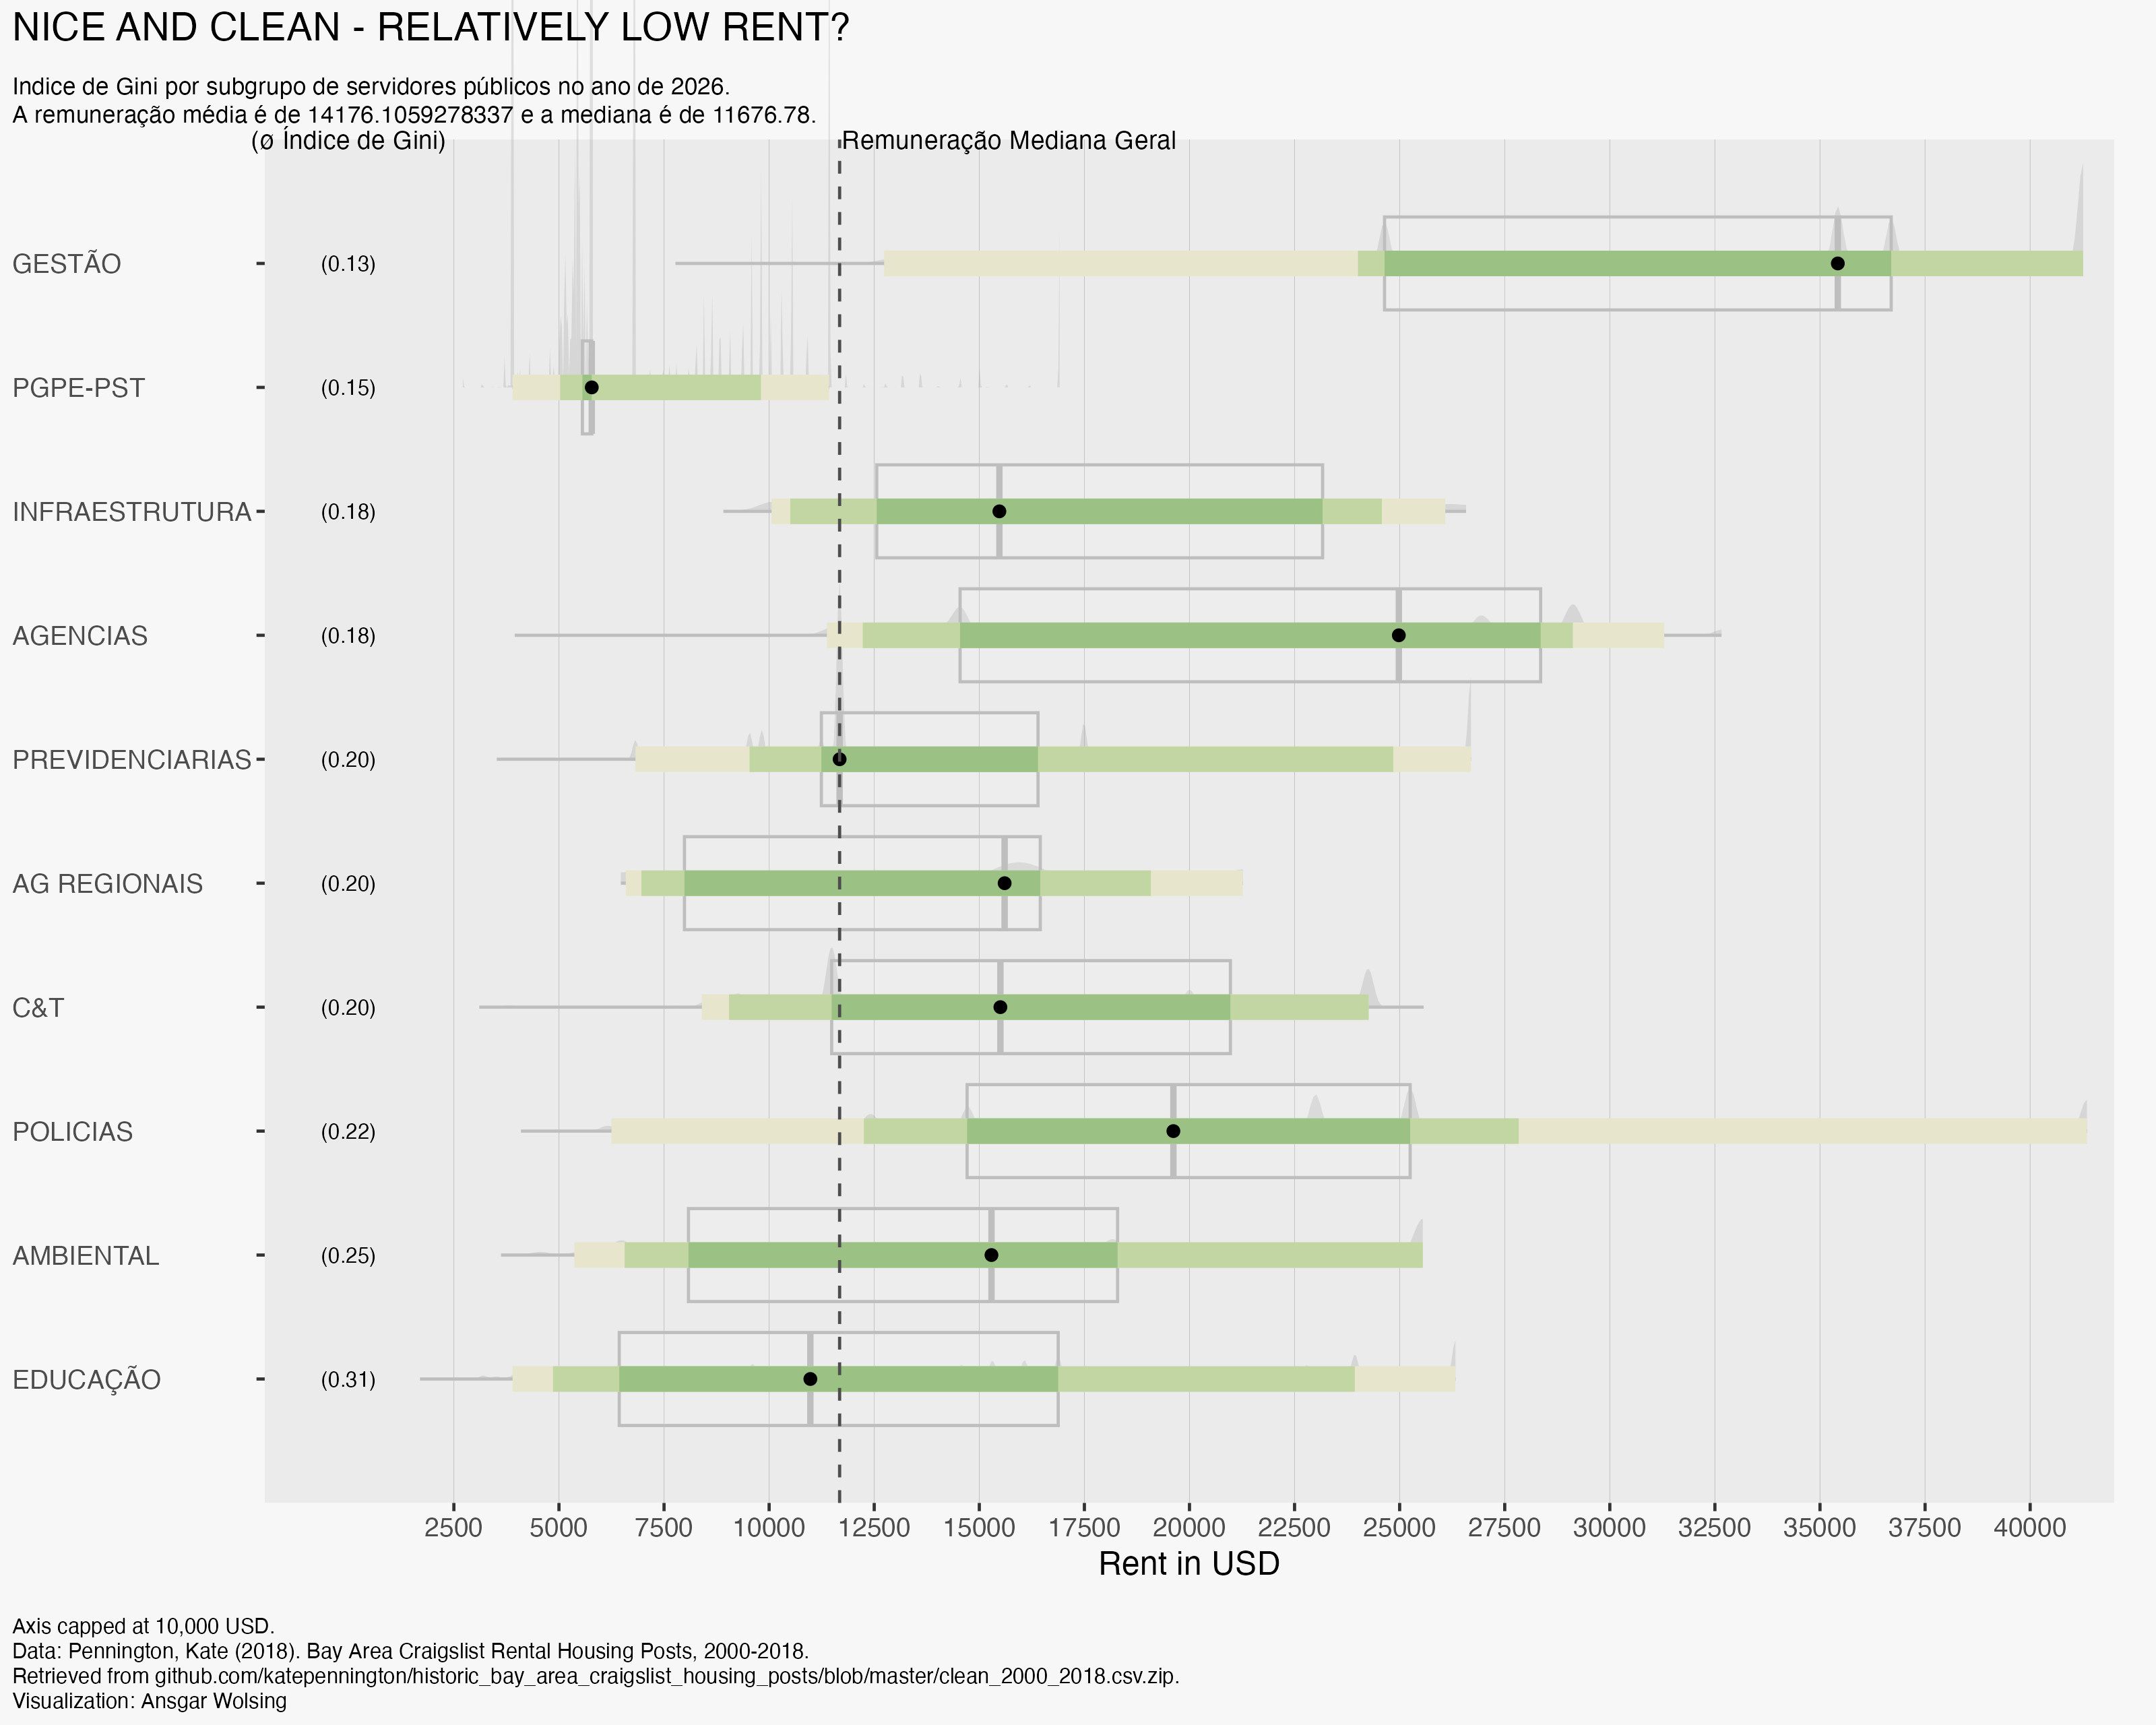 NICE AND CLEAN - RELATIVELY LOW RENT?
Indice de Gini por subgrupo de servidores públicos no ano de 2026.
A remuneração média é de 14176.1059278337 e a mediana é de 11676.78.
(ø Índice de Gini) Remuneração Mediana Geral
GESTÃO (0.13)
PGPE-PST (0.15)
INFRAESTRUTURA (0.18)
AGENCIAS (0.18)
PREVIDENCIARIAS (0.20)
AG REGIONAIS (0.20)
C&T (0.20)
POLICIAS (0.22)
AMBIENTAL (0.25)
EDUCAÇÃO (0.31)
2500 5000 7500 10000 12500 15000 17500 20000 22500 25000 27500 30000 32500 35000 37500 40000
Rent in USD
Axis capped at 10,000 USD.
Data: Pennington, Kate (2018). Bay Area Craigslist Rental Housing Posts, 2000-2018.
Retrieved from github.com/katepennington/historic_bay_area_craigslist_housing_posts/blob/master/clean_2000_2018.csv.zip.
Visualization: Ansgar Wolsing